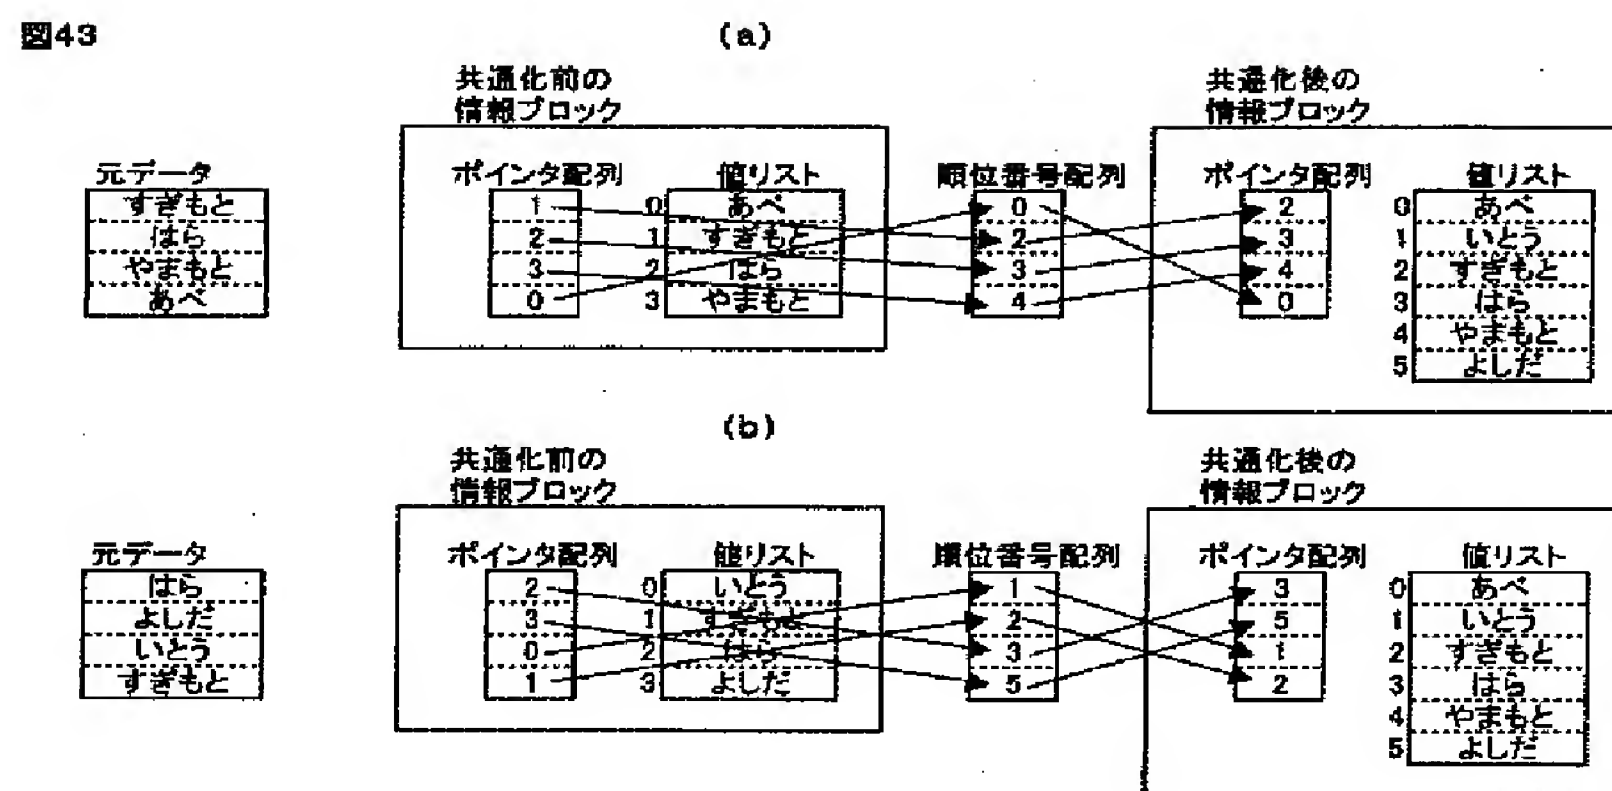 図43
(a)
共通化前の
情報ブロック
共通化後の
情報ブロック
元データ
ポインタ配列
値リスト
順位番号配列
ポインタ配列
値リスト
すぎもと
はら
やまもと
あべ
1
2
3
0
0 あべ
1 すぎもと
2 はら
3 やまもと
0
2
3
4
2
3
4
0
0 あべ
1 いとう
2 すぎもと
3 はら
4 やまもと
5 よしだ
(b)
共通化前の
情報ブロック
共通化後の
情報ブロック
元データ
ポインタ配列
値リスト
順位番号配列
ポインタ配列
値リスト
はら
よしだ
いとう
すぎもと
2
3
0
1
0 いとう
1 すぎもと
2 はら
3 よしだ
1
2
3
5
3
5
1
2
0 あべ
1 いとう
2 すぎもと
3 はら
4 やまもと
5 よしだ